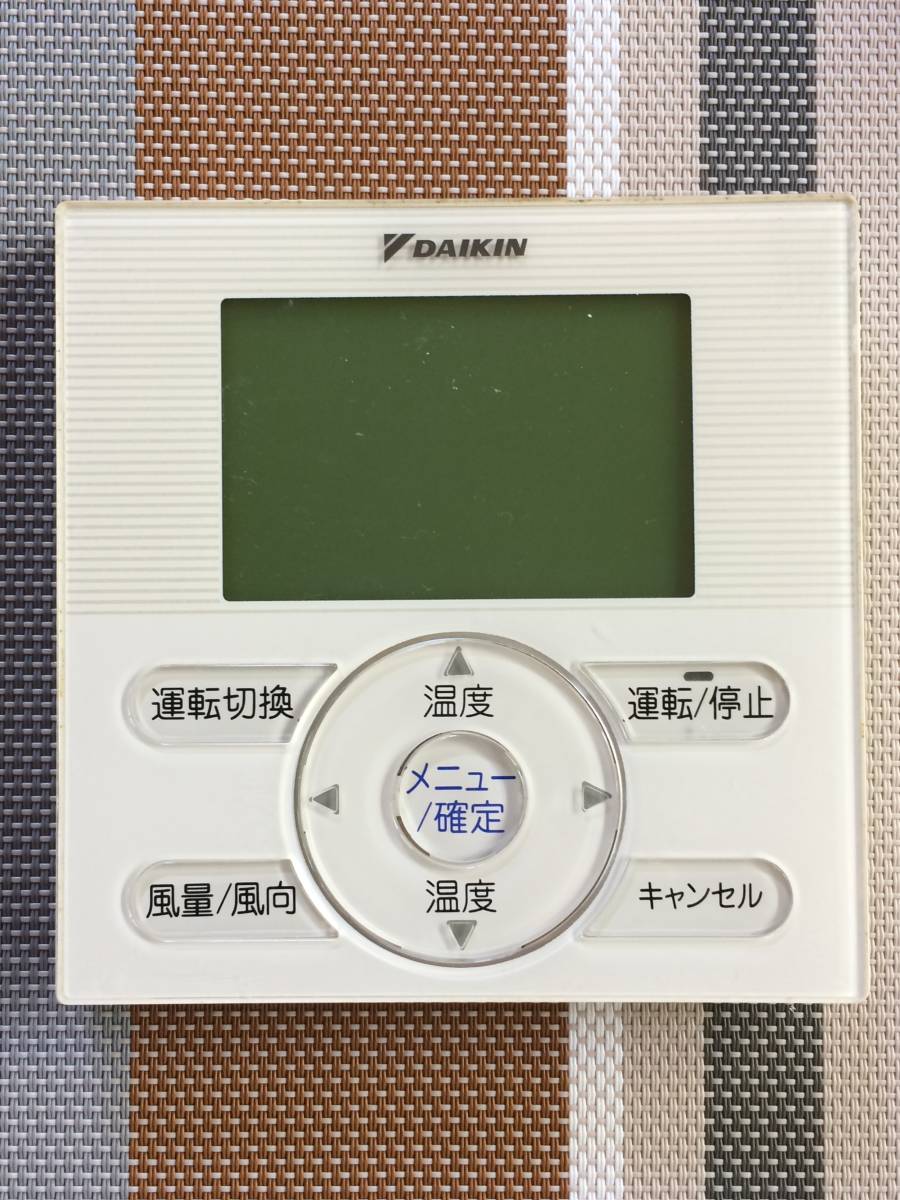 DAIKIN
運転切換
温度
運転/停止
メニュー
/確定
風量/風向
温度
キャンセル